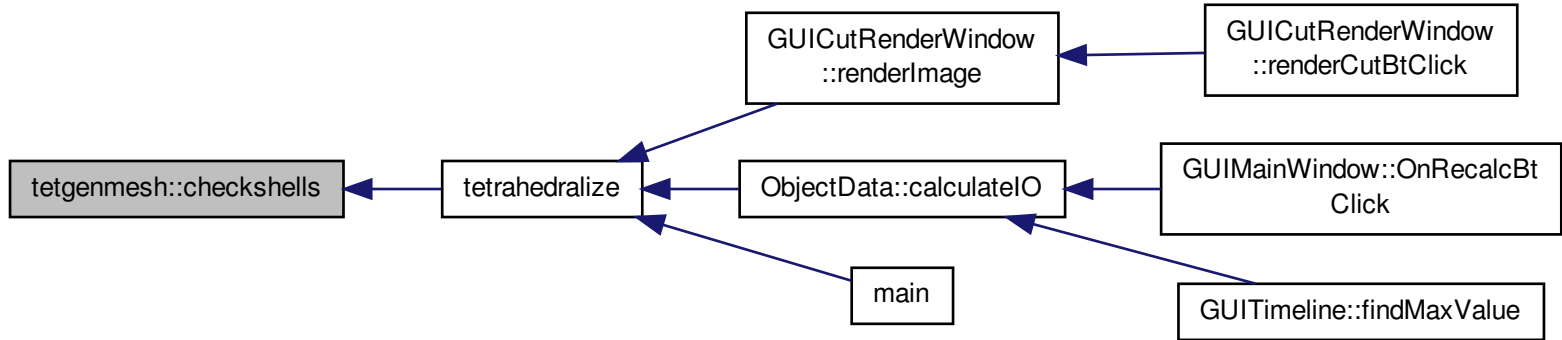 tetgenmesh::checkshells
tetrahedralize
GUICutRenderWindow
::renderImage
GUICutRenderWindow
::renderCutBtClick
ObjectData::calculateIO
GUIMainWindow::OnRecalcBt
Click
main
GUITimeline::findMaxValue